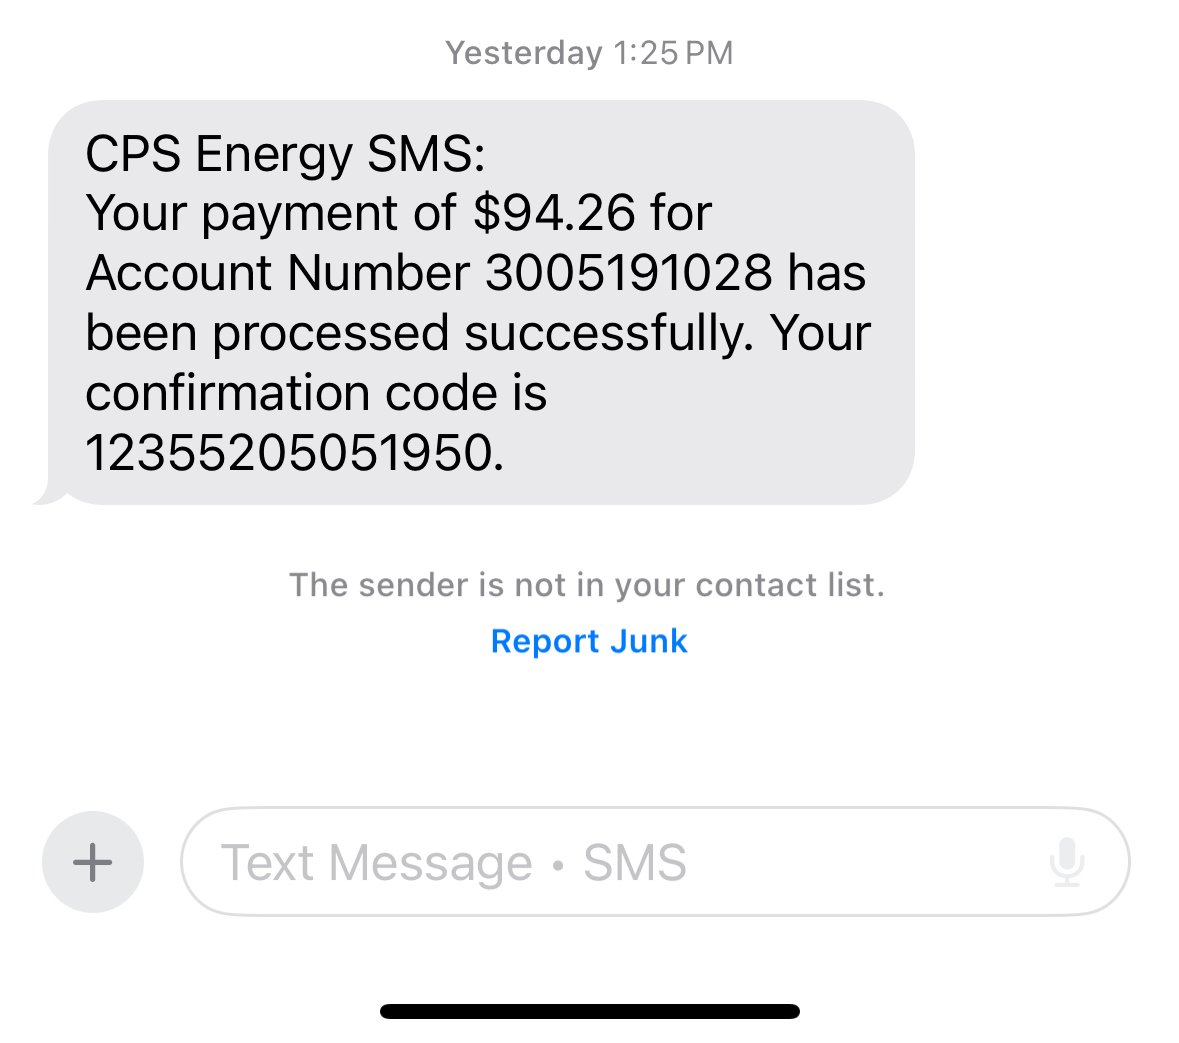 Yesterday 1:25 PM
CPS Energy SMS:
Your payment of $94.26 for
Account Number 3005191028 has
been processed successfully. Your
confirmation code is
12355205051950.
The sender is not in your contact list.
Report Junk
Text Message • SMS